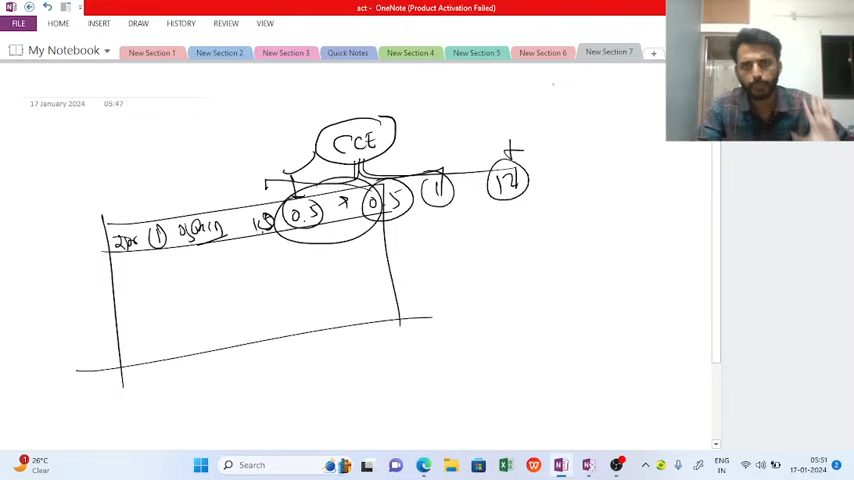 act - OneNote (Product Activation Failed)
FILE HOME INSERT DRAW HISTORY REVIEW VIEW
My Notebook New Section 1 New Section 2 New Section 3 Quick Notes New Section 4 New Section 5 New Section 6 New Section 7 +
17 January 2024 05:47
CCE
1 0.5 * 0.5 11 12
1 26°C Clear Search ENG IN 05:51 17-01-2024